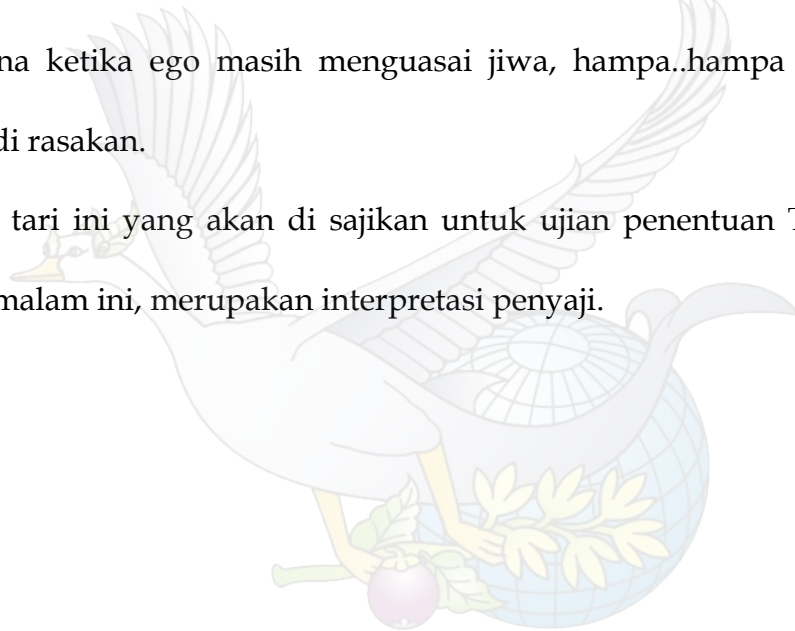 na ketika ego masih menguasai jiwa, hampa..hampa
di rasakan.
tari ini yang akan di sajikan untuk ujian penentuan T
malam ini, merupakan interpretasi penyaji.